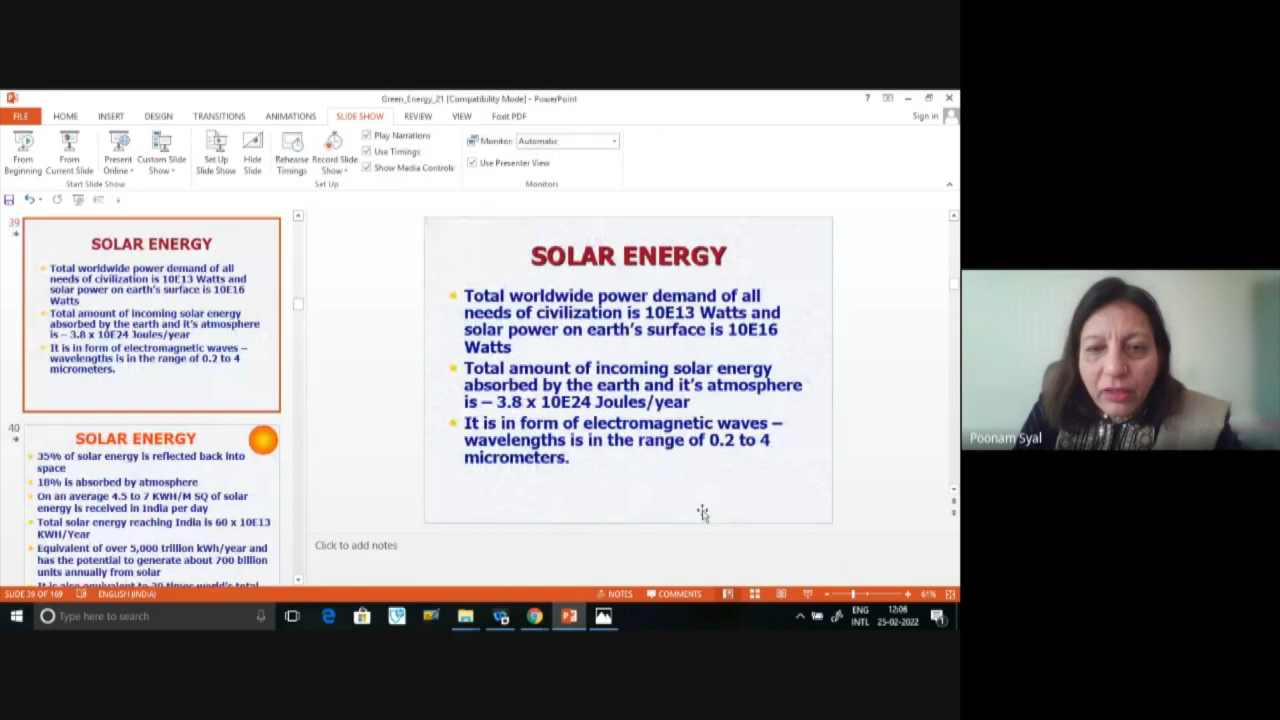 Green_Energy_21 [Compatibility Mode] - PowerPoint
?
Sign in
FILE
HOME
INSERT
DESIGN
TRANSITIONS
ANIMATIONS
SLIDE SHOW
REVIEW
VIEW
Foxit PDF
From Beginning
From Current Slide
Present Online
Custom Slide Show
Set Up Slide Show
Hide Slide
Rehearse Timings
Record Slide Show
Play Narrations
Use Timings
Show Media Controls
Monitor:
Automatic
Use Presenter View
Start Slide Show
Set Up
Monitors
39
SOLAR ENERGY
Total worldwide power demand of all
needs of civilization is 10E13 Watts and
solar power on earth's surface is 10E16
Watts
Total amount of incoming solar energy
absorbed by the earth and it's atmosphere
is – 3.8 x 10E24 Joules/year
It is in form of electromagnetic waves –
wavelengths is in the range of 0.2 to 4
micrometers.
40
SOLAR ENERGY
35% of solar energy is reflected back into
space
18% is absorbed by atmosphere
On an average 4.5 to 7 KWH/M SQ of solar
energy is received in India per day
Total solar energy reaching India is 60 x 10E13
KWH/Year
Equivalent of over 5,000 trillion kWh/year and
has the potential to generate about 700 billion
units annually from solar
It is also equivalent to 20 times world's total
SOLAR ENERGY
Total worldwide power demand of all
needs of civilization is 10E13 Watts and
solar power on earth's surface is 10E16
Watts
Total amount of incoming solar energy
absorbed by the earth and it's atmosphere
is – 3.8 x 10E24 Joules/year
It is in form of electromagnetic waves –
wavelengths is in the range of 0.2 to 4
micrometers.
Click to add notes
Poonam Syal
SLIDE 39 OF 169
ENGLISH (INDIA)
NOTES
COMMENTS
61%
Type here to search
ENG
INTL
12:06
25-02-2022